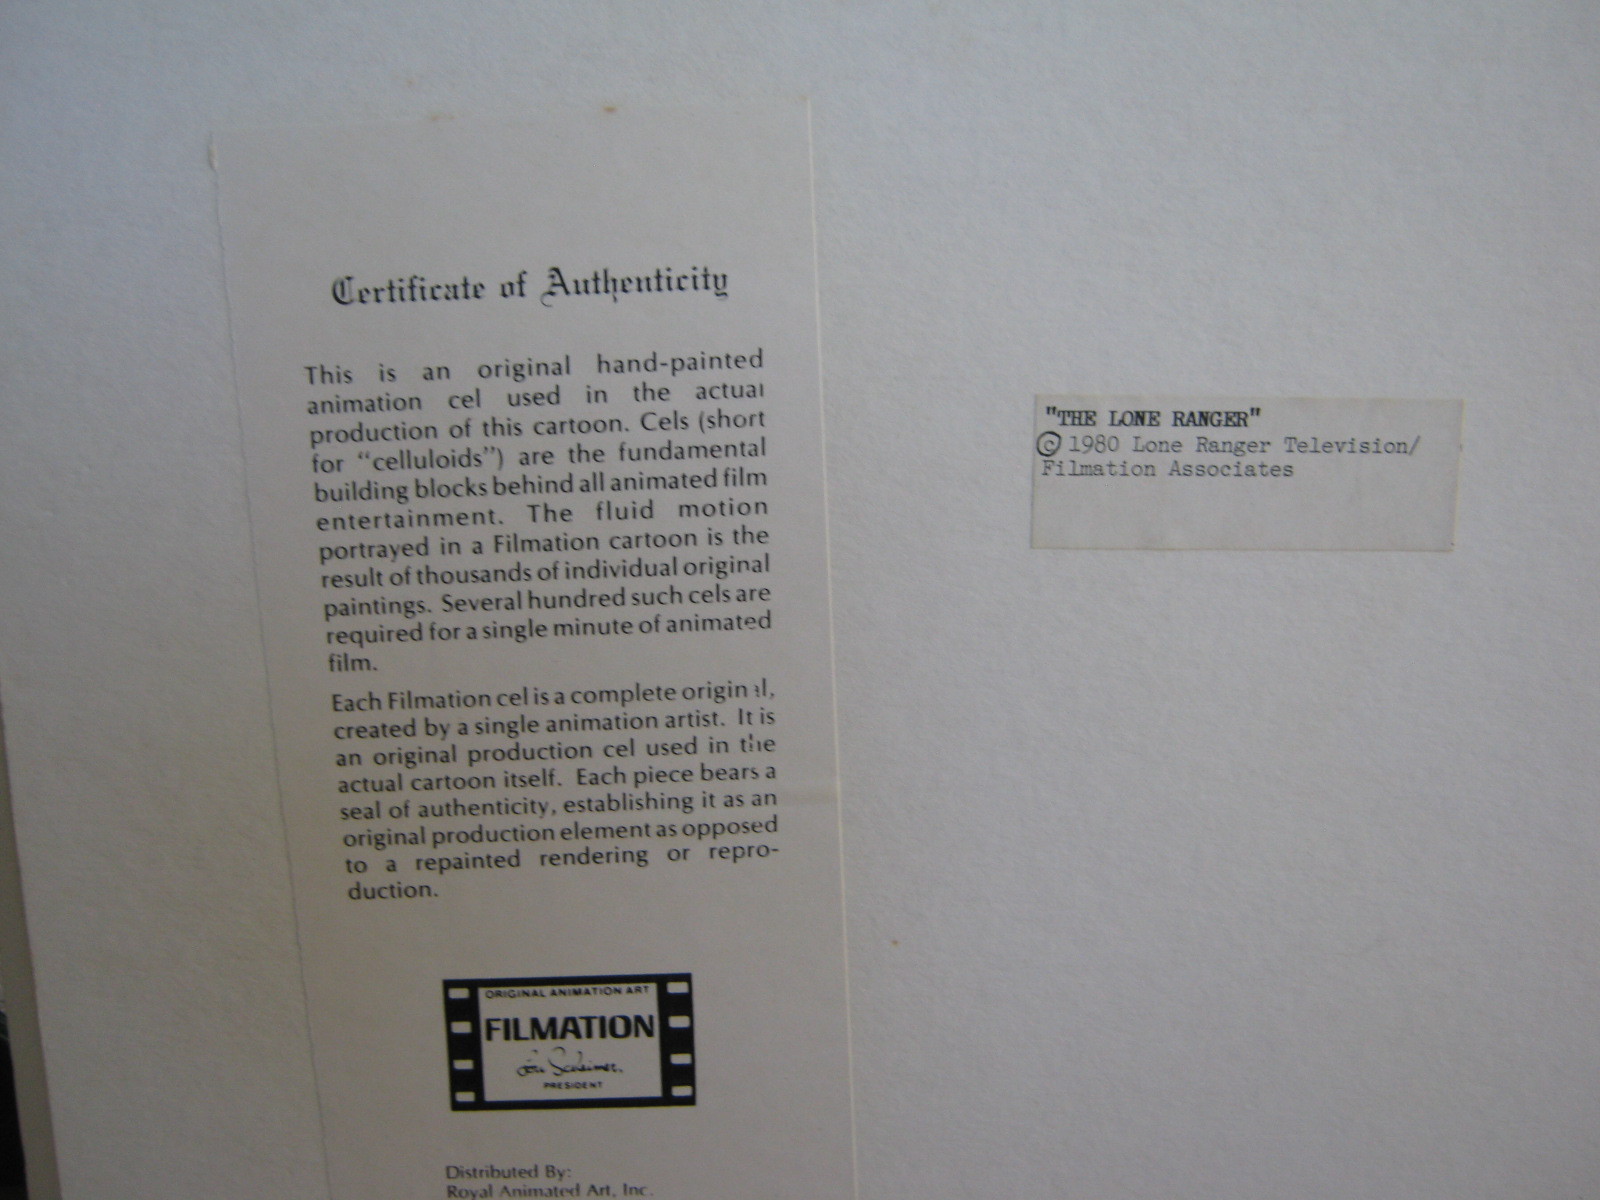 Certificate of Authenticity
This is an original hand-painted
animation cel used in the actual
production of this cartoon. Cels (short
for “celluloids”) are the fundamental
building blocks behind all animated film
entertainment. The fluid motion
portrayed in a Filmation cartoon is the
result of thousands of individual original
paintings. Several hundred such cels are
required for a single minute of animated
film.
Each Filmation cel is a complete original,
created by a single animation artist. It is
an original production cel used in the
actual cartoon itself. Each piece bears a
seal of authenticity, establishing it as an
original production element as opposed
to a repainted rendering or repro-
duction.
ORIGINAL ANIMATION ART
FILMATION
Lou Scheimer
PRESIDENT
Distributed By:
Royal Animated Art, Inc.
"THE LONE RANGER"
© 1980 Lone Ranger Television/
Filmation Associates